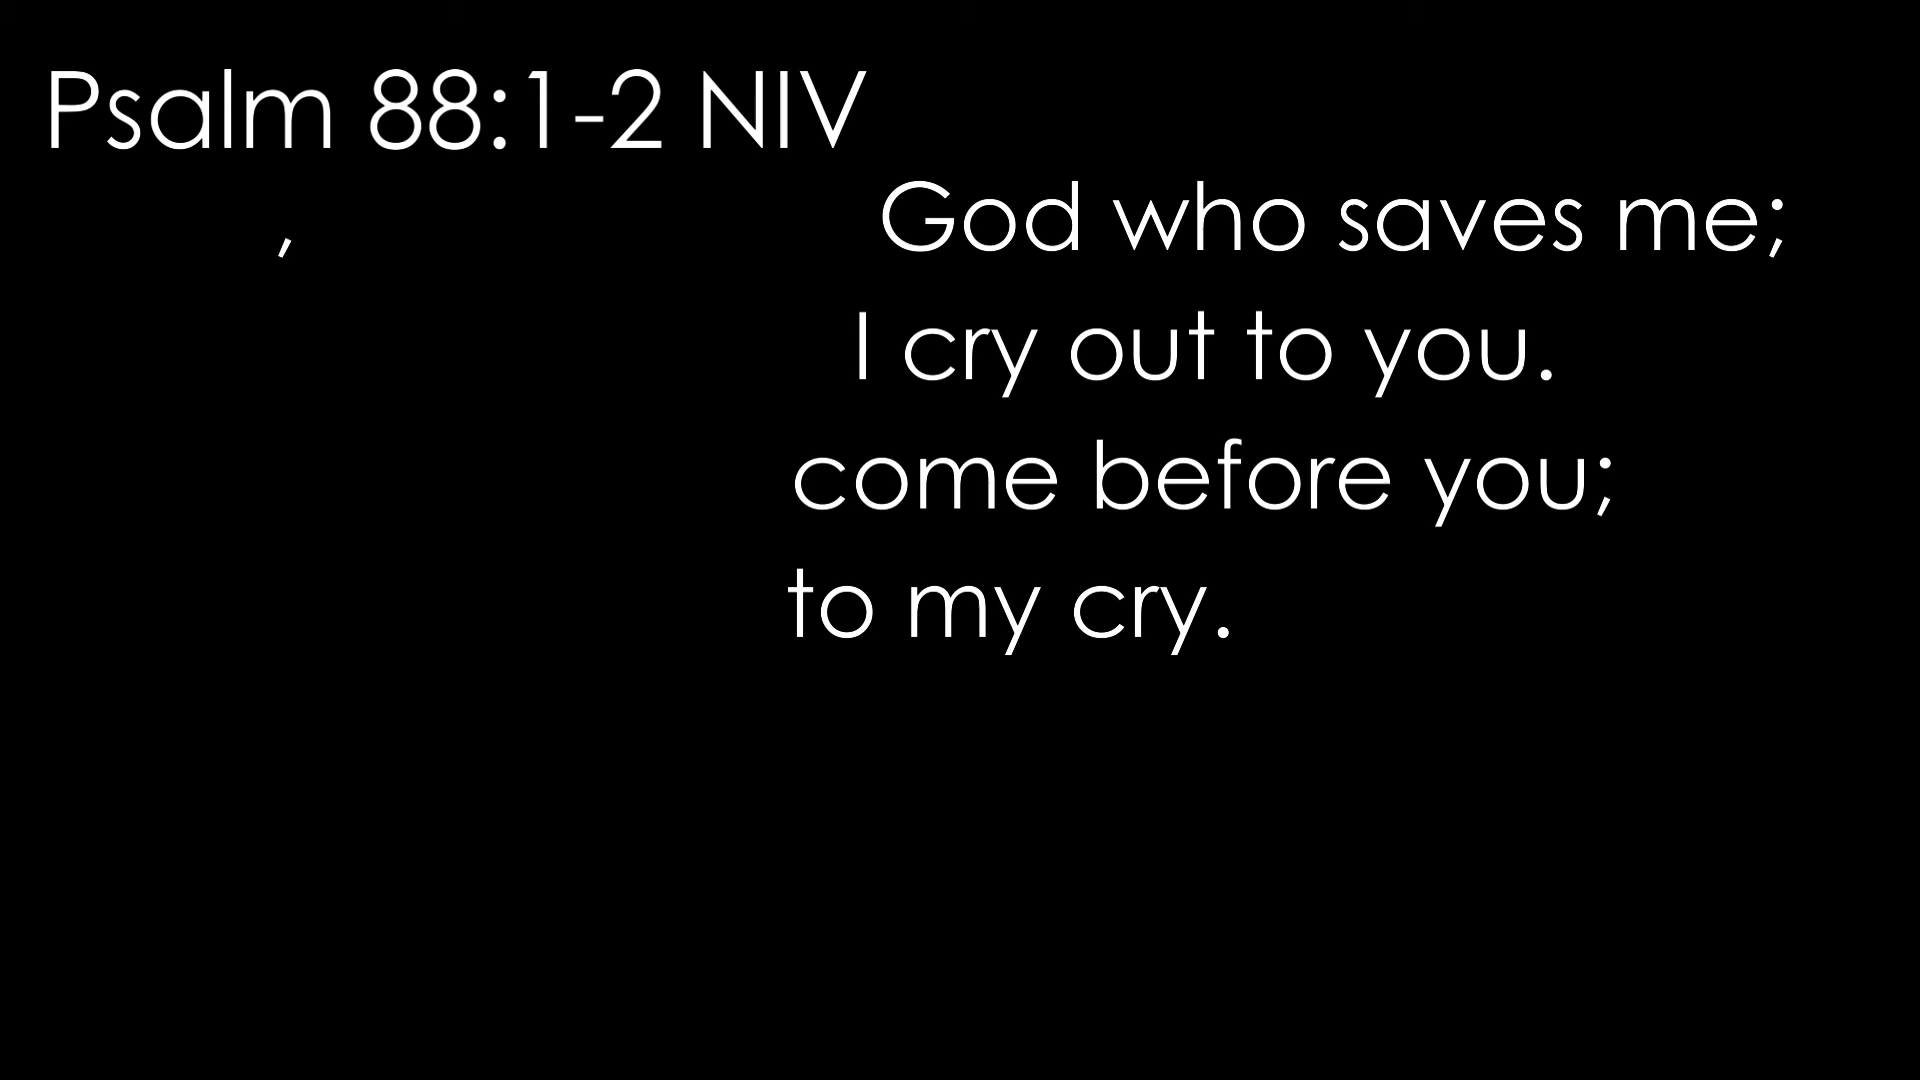 Psalm 88:1-2 NIV
, God who saves me;
I cry out to you.
come before you;
to my cry.